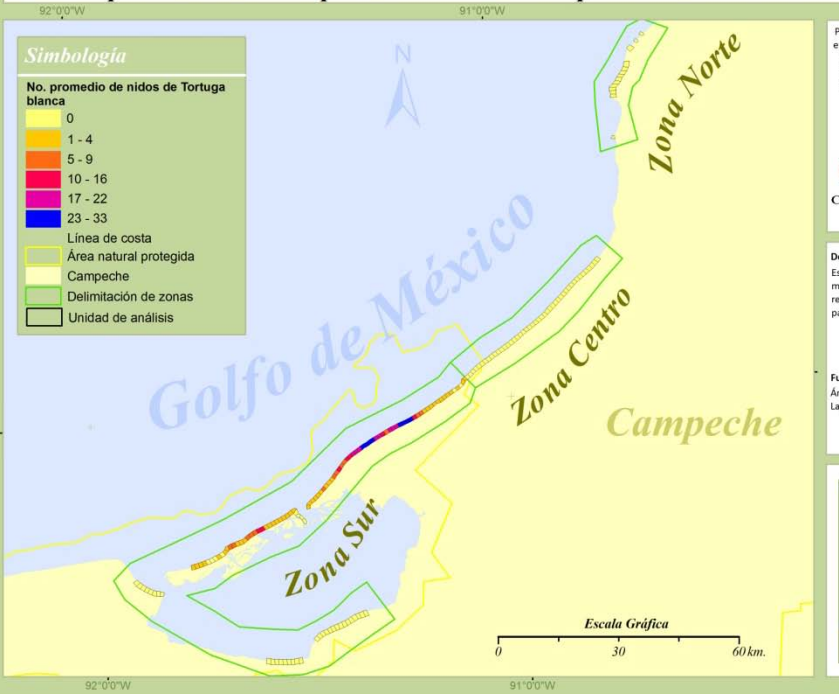 92°0'0"W
91°0'0"W
Simbología
No. promedio de nidos de Tortuga
blanca
0
1 - 4
5 - 9
10 - 16
17 - 22
23 - 33
Línea de costa
Área natural protegida
Campeche
Delimitación de zonas
Unidad de análisis
N
Zona Norte
Golfo de México
Zona Centro
Campeche
Zona Sur
Escala Gráfica
0 30 60 km.
92°0'0"W
91°0'0"W